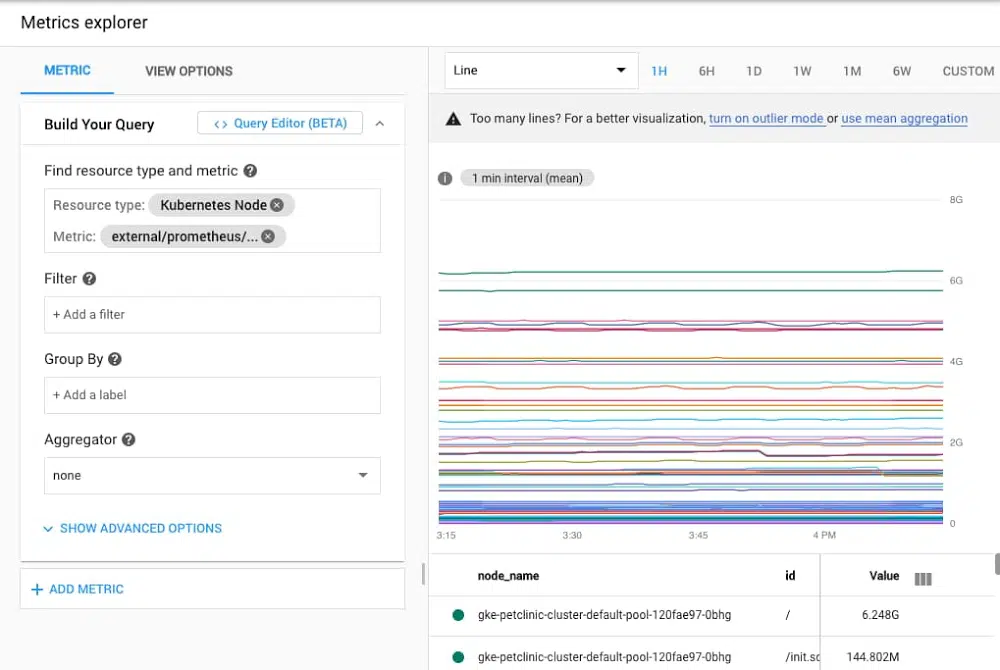 Metrics explorer
METRIC
VIEW OPTIONS
Build Your Query
<> Query Editor (BETA)
Find resource type and metric ?
Resource type: Kubernetes Node
Metric: external/prometheus/...
Filter ?
+ Add a filter
Group By ?
+ Add a label
Aggregator ?
none
SHOW ADVANCED OPTIONS
+ ADD METRIC
Line
1H 6H 1D 1W 1M 6W CUSTOM
Too many lines? For a better visualization, turn on outlier mode or use mean aggregation
1 min interval (mean)
8G
6G
4G
2G
0
3:15 3:30 3:45 4 PM
node_name id Value
gke-petclinic-cluster-default-pool-120fae97-0bhg / 6.248G
gke-petclinic-cluster-default-pool-120fae97-0bhg /init.sc 144.802M